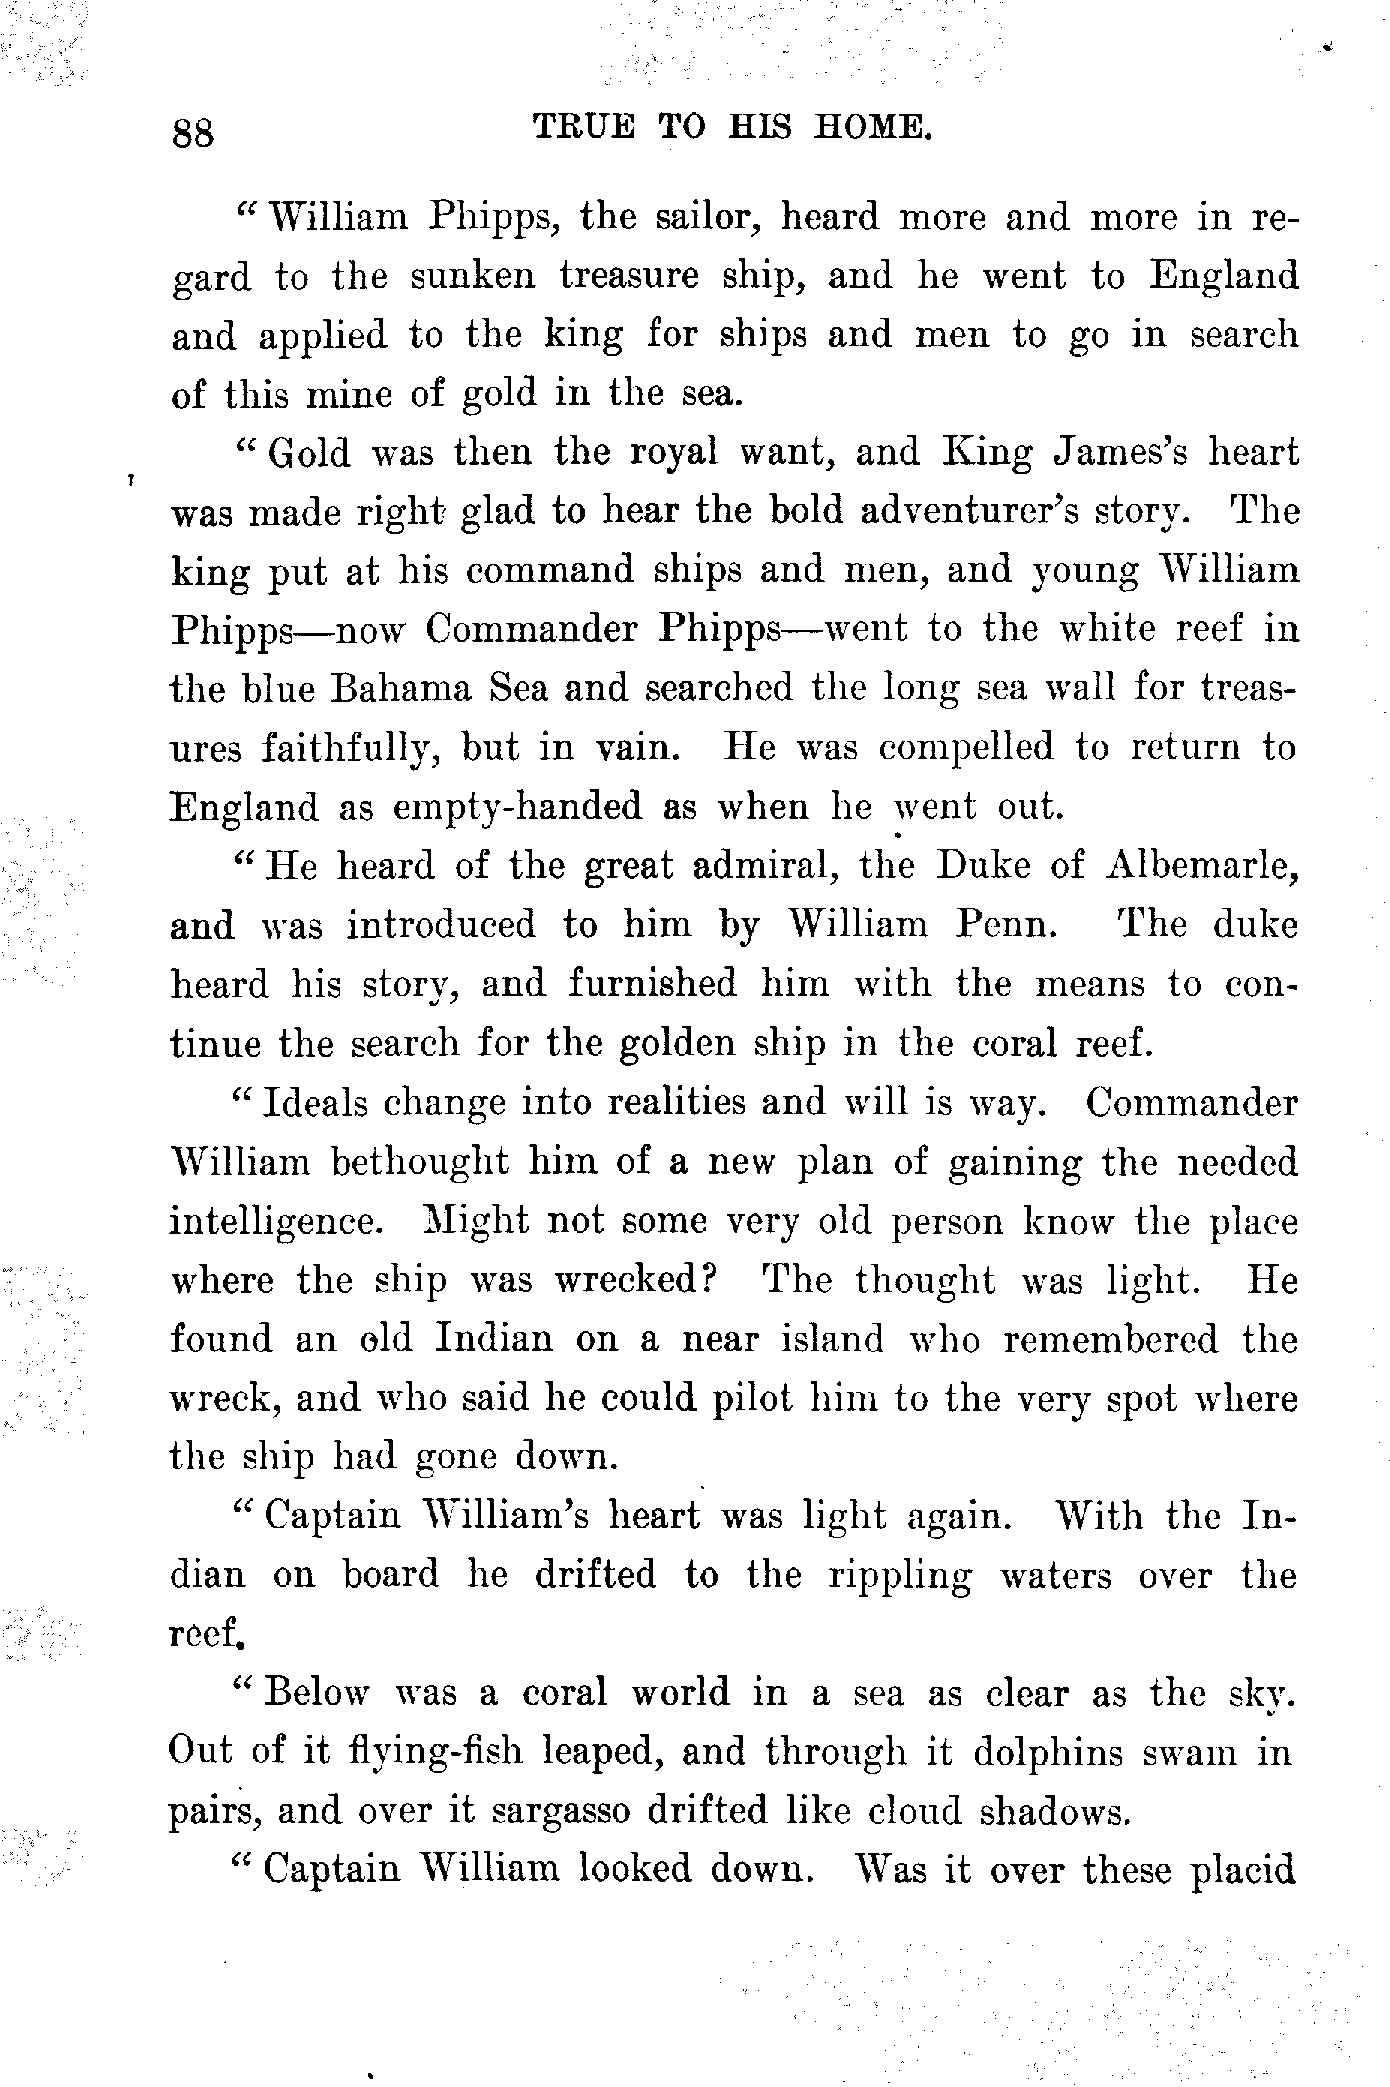 88 TRUE TO HIS HOME.
“ William Phipps, the sailor, heard more and more in re-
gard to the sunken treasure ship, and he went to England
and applied to the king for ships and men to go in search
of this mine of gold in the sea.
“ Gold was then the royal want, and King James’s heart
was made right glad to hear the bold adventurer’s story. The
king put at his command ships and men, and young William
Phipps—now Commander Phipps—went to the white reef in
the blue Bahama Sea and searched the long sea wall for treas-
ures faithfully, but in vain. He was compelled to return to
England as empty-handed as when he went out.
“ He heard of the great admiral, the Duke of Albemarle,
and was introduced to him by William Penn. The duke
heard his story, and furnished him with the means to con-
tinue the search for the golden ship in the coral reef.
“ Ideals change into realities and will is way. Commander
William bethought him of a new plan of gaining the needed
intelligence. Might not some very old person know the place
where the ship was wrecked? The thought was light. He
found an old Indian on a near island who remembered the
wreck, and who said he could pilot him to the very spot where
the ship had gone down.
“ Captain William’s heart was light again. With the In-
dian on board he drifted to the rippling waters over the
reef.
“ Below was a coral world in a sea as clear as the sky.
Out of it flying-fish leaped, and through it dolphins swam in
pairs, and over it sargasso drifted like cloud shadows.
“ Captain William looked down. Was it over these placid